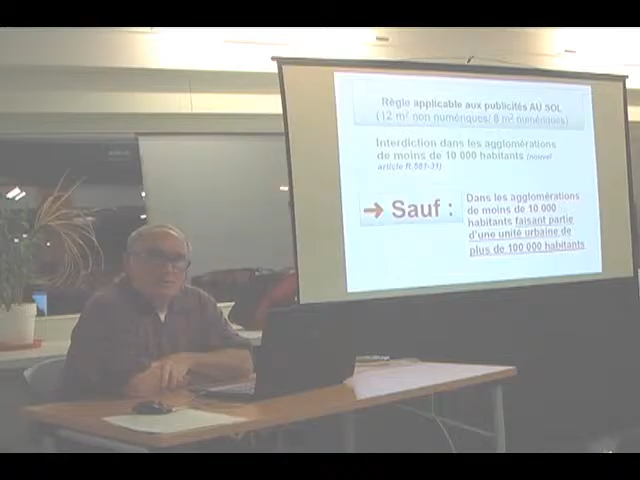 Règle applicable aux publicités AU SOL
(12 m² non numériques/ 8 m² numériques)
Interdiction dans les agglomérations
de moins de 10 000 habitants (nouvel
article R.581-31)
➔ Sauf :
Dans les agglomérations
de moins de 10 000
habitants faisant partie
d'une unité urbaine de
plus de 100 000 habitants